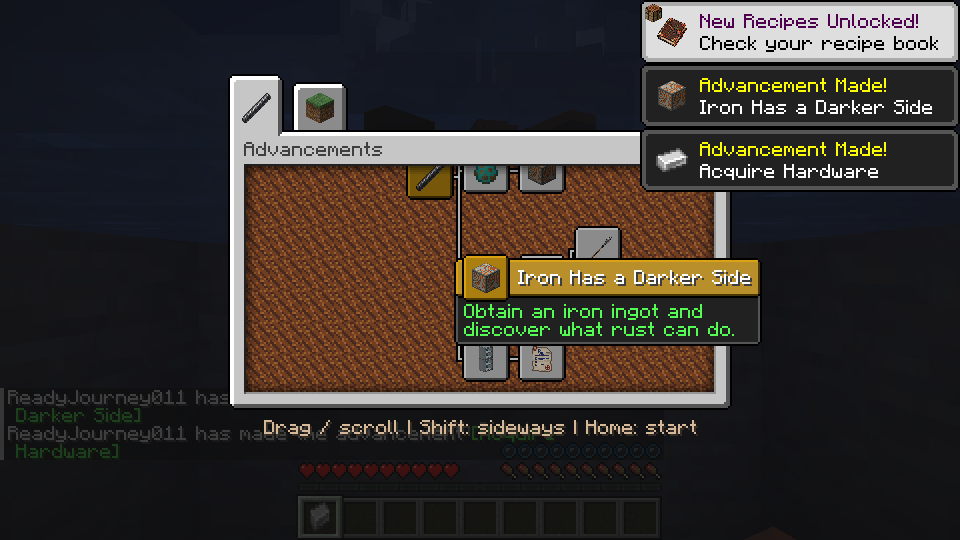 New Recipes Unlocked!
Check your recipe book
Advancement Made!
Iron Has a Darker Side
Advancement Made!
Acquire Hardware
Advancements
Iron Has a Darker Side
Obtain an iron ingot and
discover what rust can do.
ReadyJourney011 has
Darker Side]
ReadyJourney011 has made the advancement [Acquire
Hardware]
Drag / scroll | Shift: sideways | Home: start